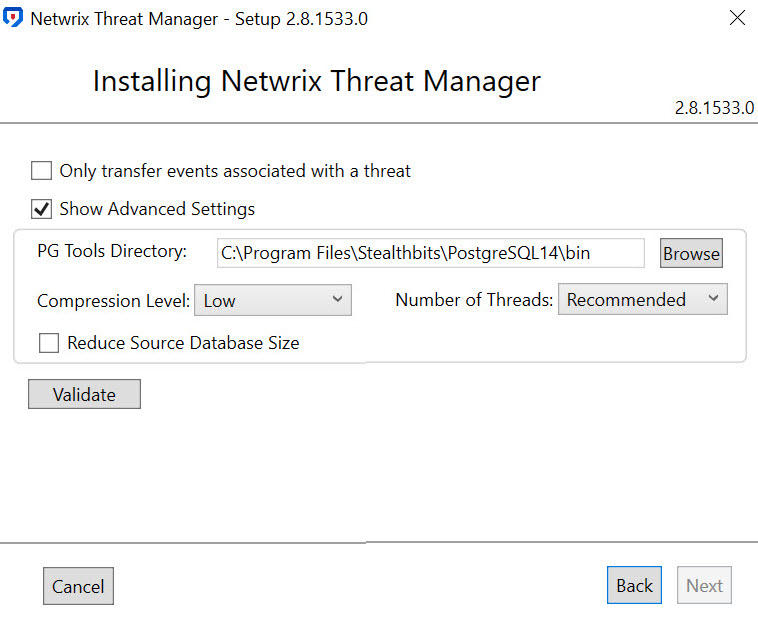 Netwrix Threat Manager - Setup 2.8.1533.0
Installing Netwrix Threat Manager
2.8.1533.0
Only transfer events associated with a threat
Show Advanced Settings
PG Tools Directory: C:\Program Files\Stealthbits\PostgreSQL14\bin Browse
Compression Level: Low Number of Threads: Recommended
Reduce Source Database Size
Validate
Cancel Back Next